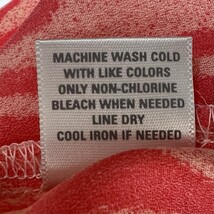 MACHINE WASH COLD
WITH LIKE COLORS
ONLY NON-CHLORINE
BLEACH WHEN NEEDED
LINE DRY
COOL IRON IF NEEDED